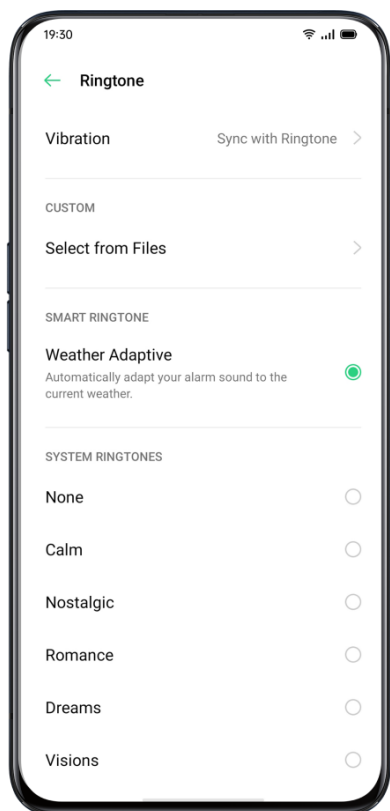 19:30
Ringtone
Vibration Sync with Ringtone
CUSTOM
Select from Files
SMART RINGTONE
Weather Adaptive
Automatically adapt your alarm sound to the
current weather.
SYSTEM RINGTONES
None
Calm
Nostalgic
Romance
Dreams
Visions